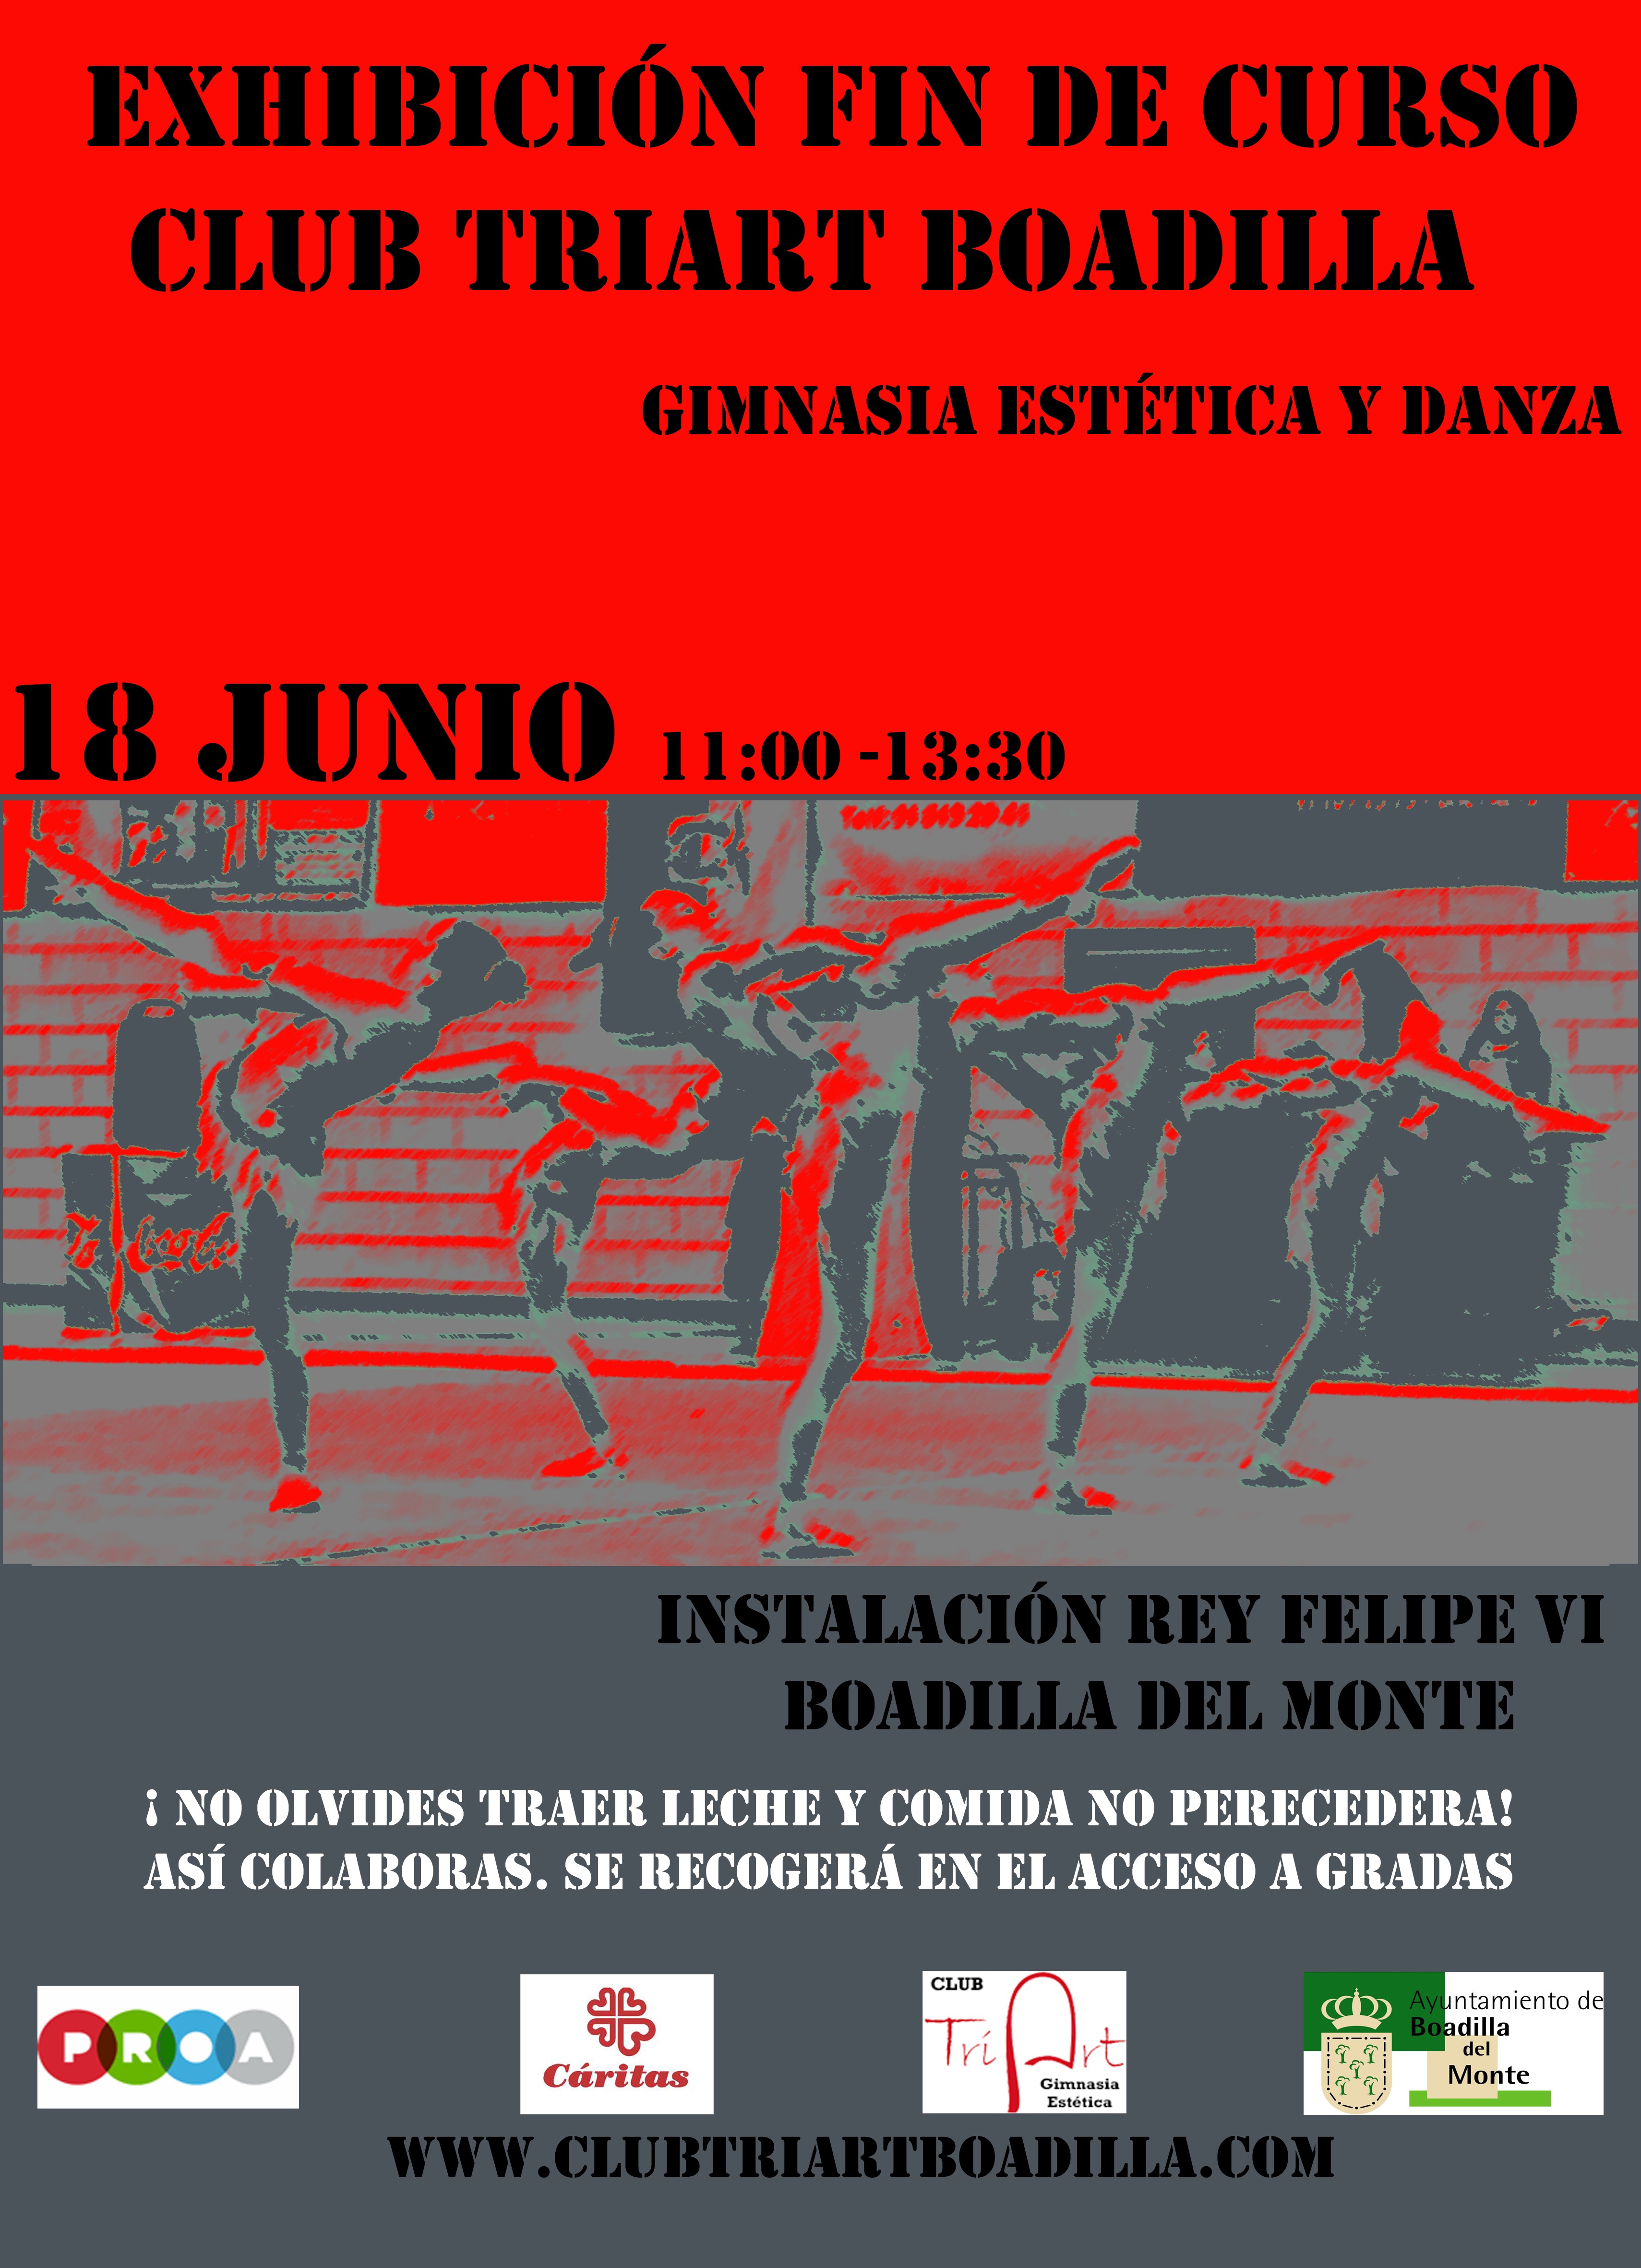 EXHIBICIÓN FIN DE CURSO
CLUB TRIART BOADILLA
GIMNASIA ESTÉTICA Y DANZA
18 JUNIO 11:00 -13:30
INSTALACIÓN REY FELIPE VI
BOADILLA DEL MONTE
¡ NO OLVIDES TRAER LECHE Y COMIDA NO PERECEDERA!
ASÍ COLABORAS. SE RECOGERÁ EN EL ACCESO A GRADAS
PROA
Cáritas
CLUB
TriArt
Gimnasia
Estética
Ayuntamiento de
Boadilla
del
Monte
WWW.CLUBTRIARTBOADILLA.COM